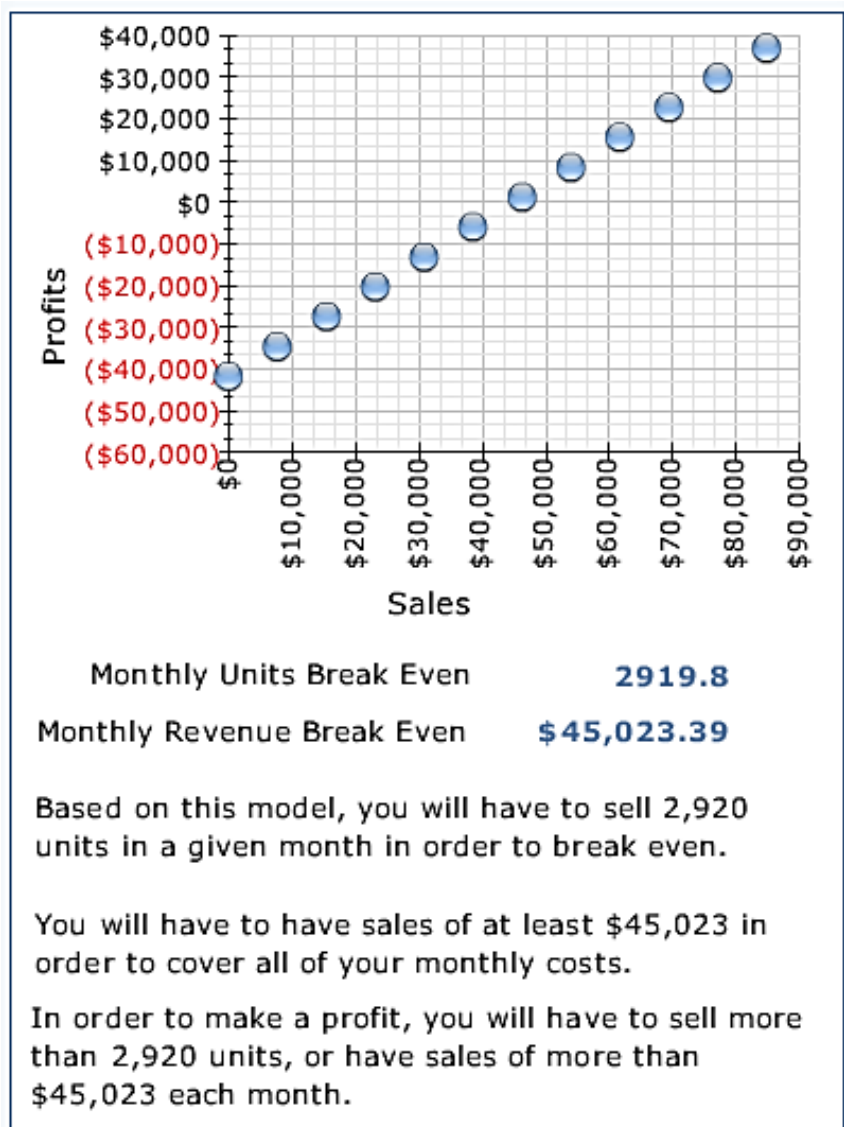 $40,000
$30,000
$20,000
$10,000
$0
($10,000)
($20,000)
($30,000)
($40,000)
($50,000)
($60,000)
Profits
$0
$10,000
$20,000
$30,000
$40,000
$50,000
$60,000
$70,000
$80,000
$90,000
Sales
Monthly Units Break Even 2919.8
Monthly Revenue Break Even $45,023.39
Based on this model, you will have to sell 2,920
units in a given month in order to break even.
You will have to have sales of at least $45,023 in
order to cover all of your monthly costs.
In order to make a profit, you will have to sell more
than 2,920 units, or have sales of more than
$45,023 each month.